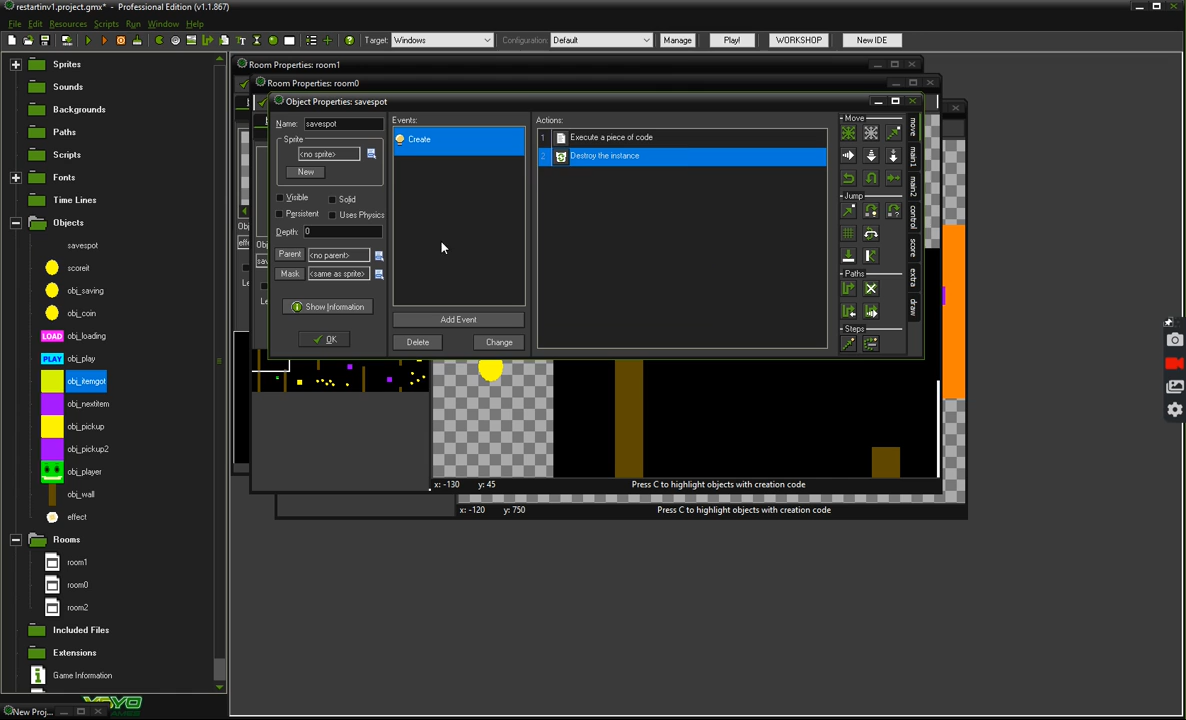 restartinv1.project.gmx* - Professional Edition (v1.1.867)
File Edit Resources Scripts Run Window Help
Target: Windows Configuration: Default Manage Play! WORKSHOP New IDE
Sprites
Sounds
Backgrounds
Paths
Scripts
Fonts
Time Lines
Objects
savespot
scoreit
obj_saving
obj_coin
LOAD obj_loading
PLAY obj_play
obj_itemgot
obj_nextitem
obj_pickup
obj_pickup2
obj_player
obj_wall
effect
Rooms
room1
room0
room2
Included Files
Extensions
Game Information
New Proj...
Room Properties: room1
Room Properties: room0
Object Properties: savespot
Name: savespot
Sprite
<no sprite>
New
Visible Solid
Persistent Uses Physics
Depth: 0
Parent <no parent>
Mask <same as sprite>
Show Information
OK
Events:
Create
Add Event
Delete Change
Actions:
1 Execute a piece of code
2 Destroy the instance
Move
Jump
Paths
Steps
move
main1
main2
control
score
extra
draw
x: -130 y: 45 Press C to highlight objects with creation code
x: -120 y: 750 Press C to highlight objects with creation code